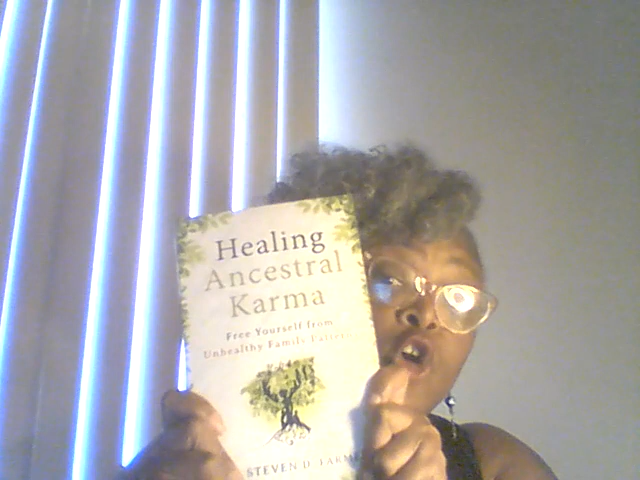 Healing
Ancestral
Karma
Free Yourself from
Unhealthy Family
STEVEN D.